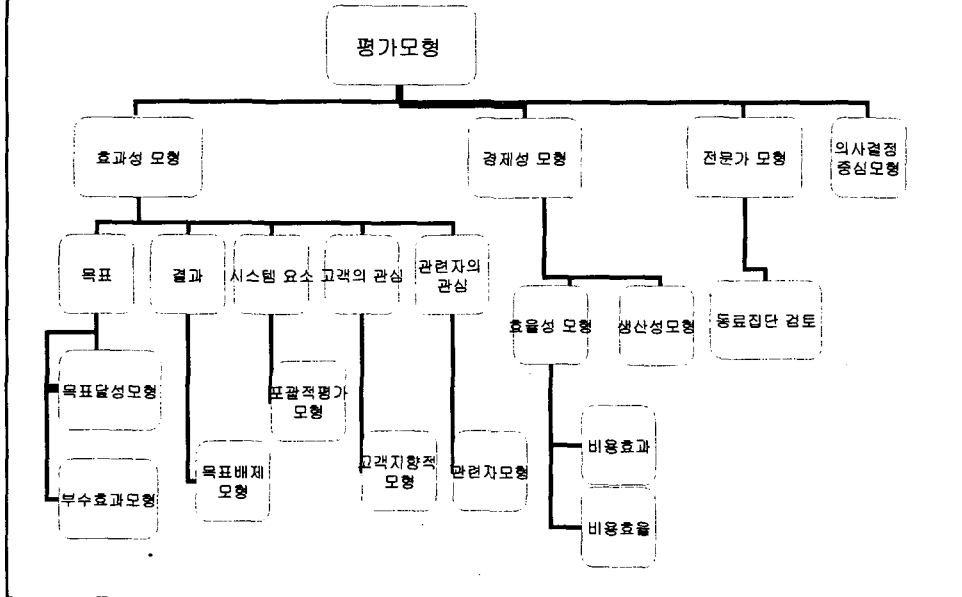 평가모형
효과성 모형
경제성 모형
전문가 모형
의사결정
중심모형
목표
결과
시스템 요소
고객의 관심
관련자의
관심
효율성 모형
생산성모형
동료집단 검토
목표달성모형
포괄적평가
모형
부수효과모형
목표배제
모형
고객지향적
모형
관련자모형
비용효과
비용효율